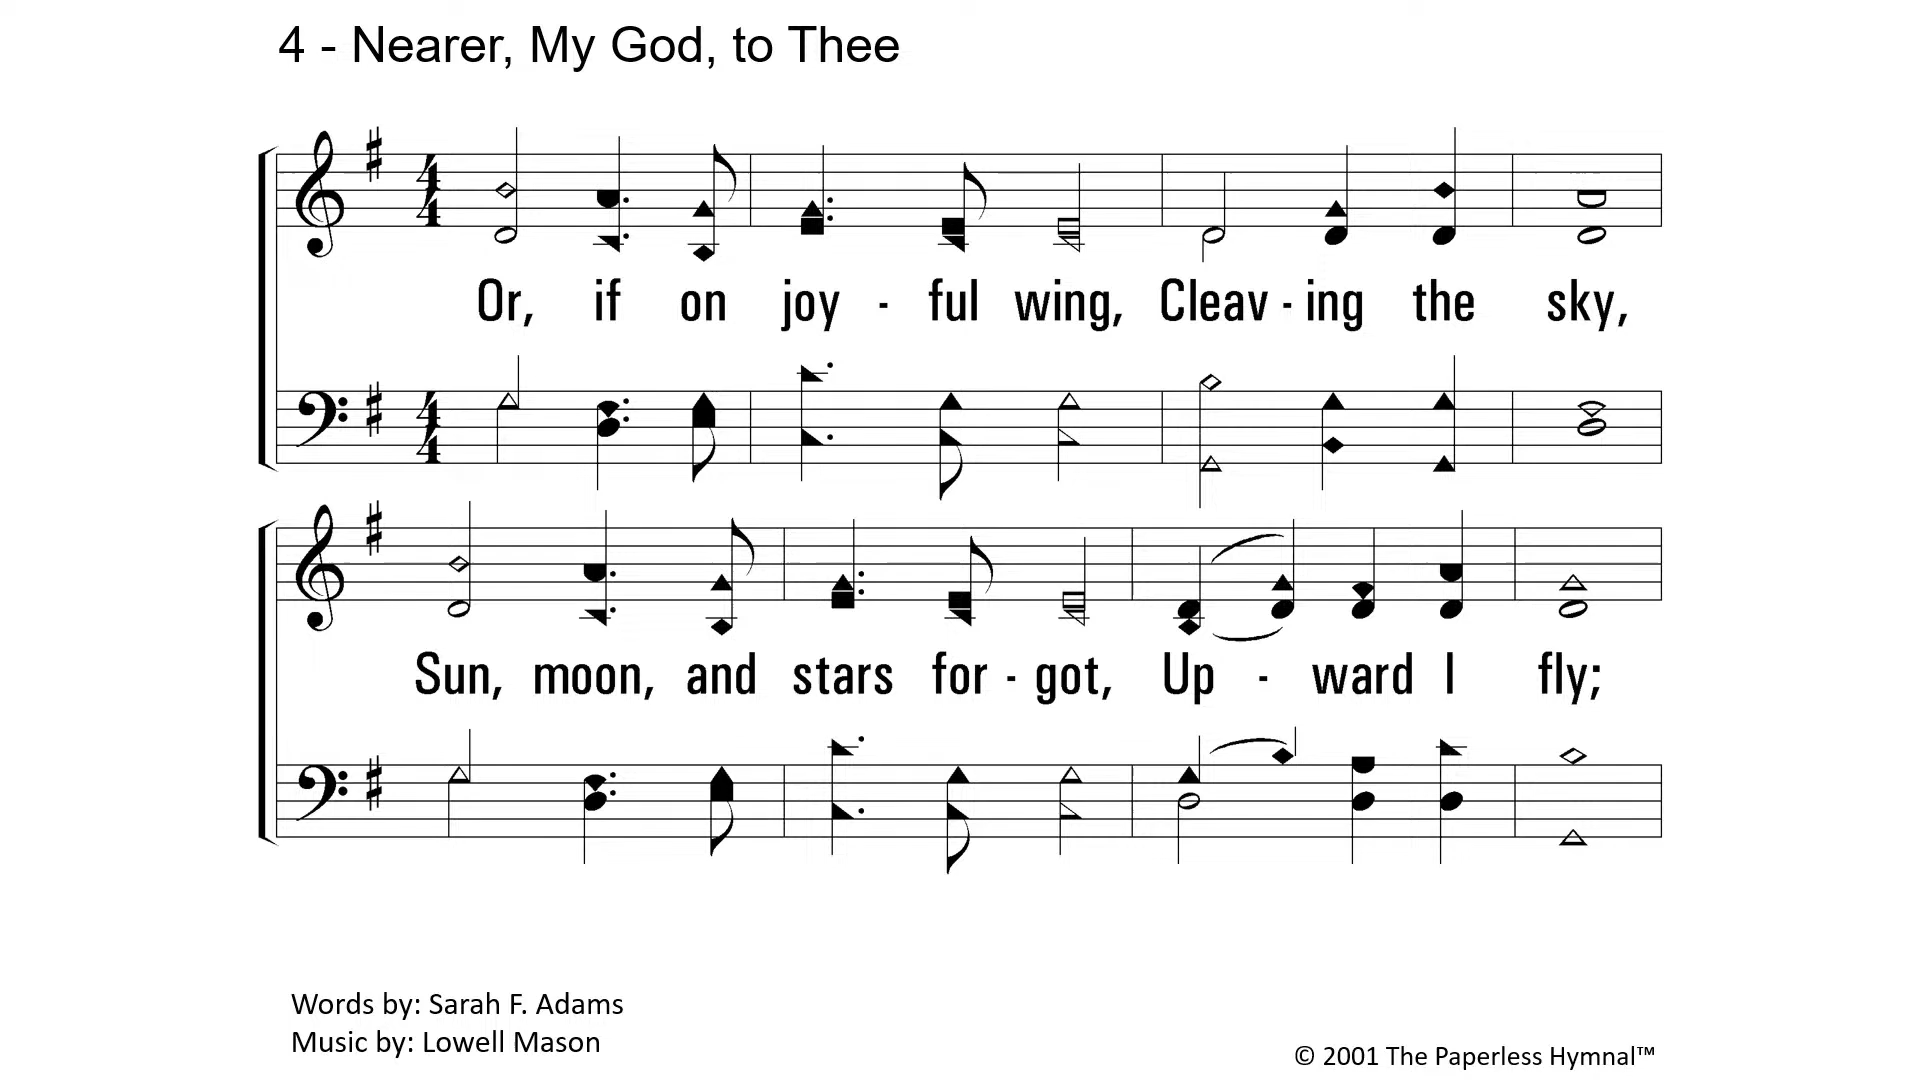 4 - Nearer, My God, to Thee
Or, if on joy - ful wing, Cleav - ing the sky,
Sun, moon, and stars for - got, Up - ward I fly;
Words by: Sarah F. Adams
Music by: Lowell Mason
© 2001 The Paperless Hymnal™